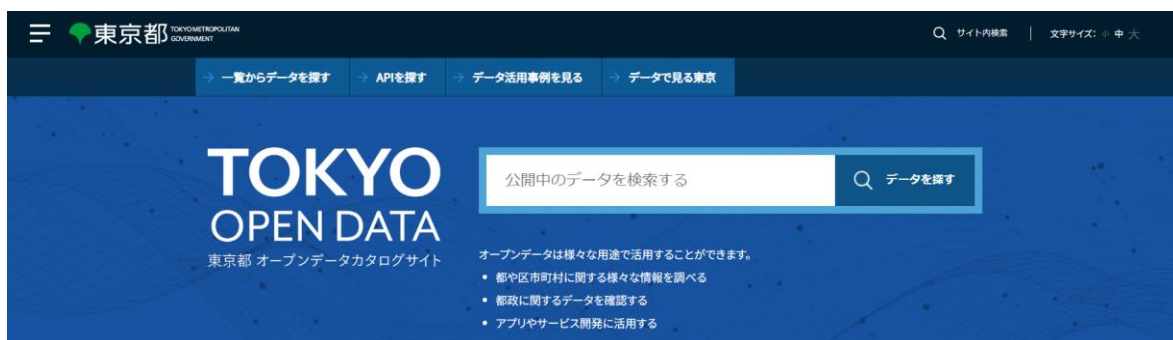 東京都 TOKYO METROPOLITAN GOVERNMENT
サイト内検索
文字サイズ: 小 中 大
一覧からデータを探す
APIを探す
データ活用事例を見る
データで見る東京
TOKYO
OPEN DATA
東京都 オープンデータカタログサイト
公開中のデータを検索する
データを探す
オープンデータは様々な用途で活用することができます。
• 都や区市町村に関する様々な情報を調べる
• 都政に関するデータを確認する
• アプリやサービス開発に活用する